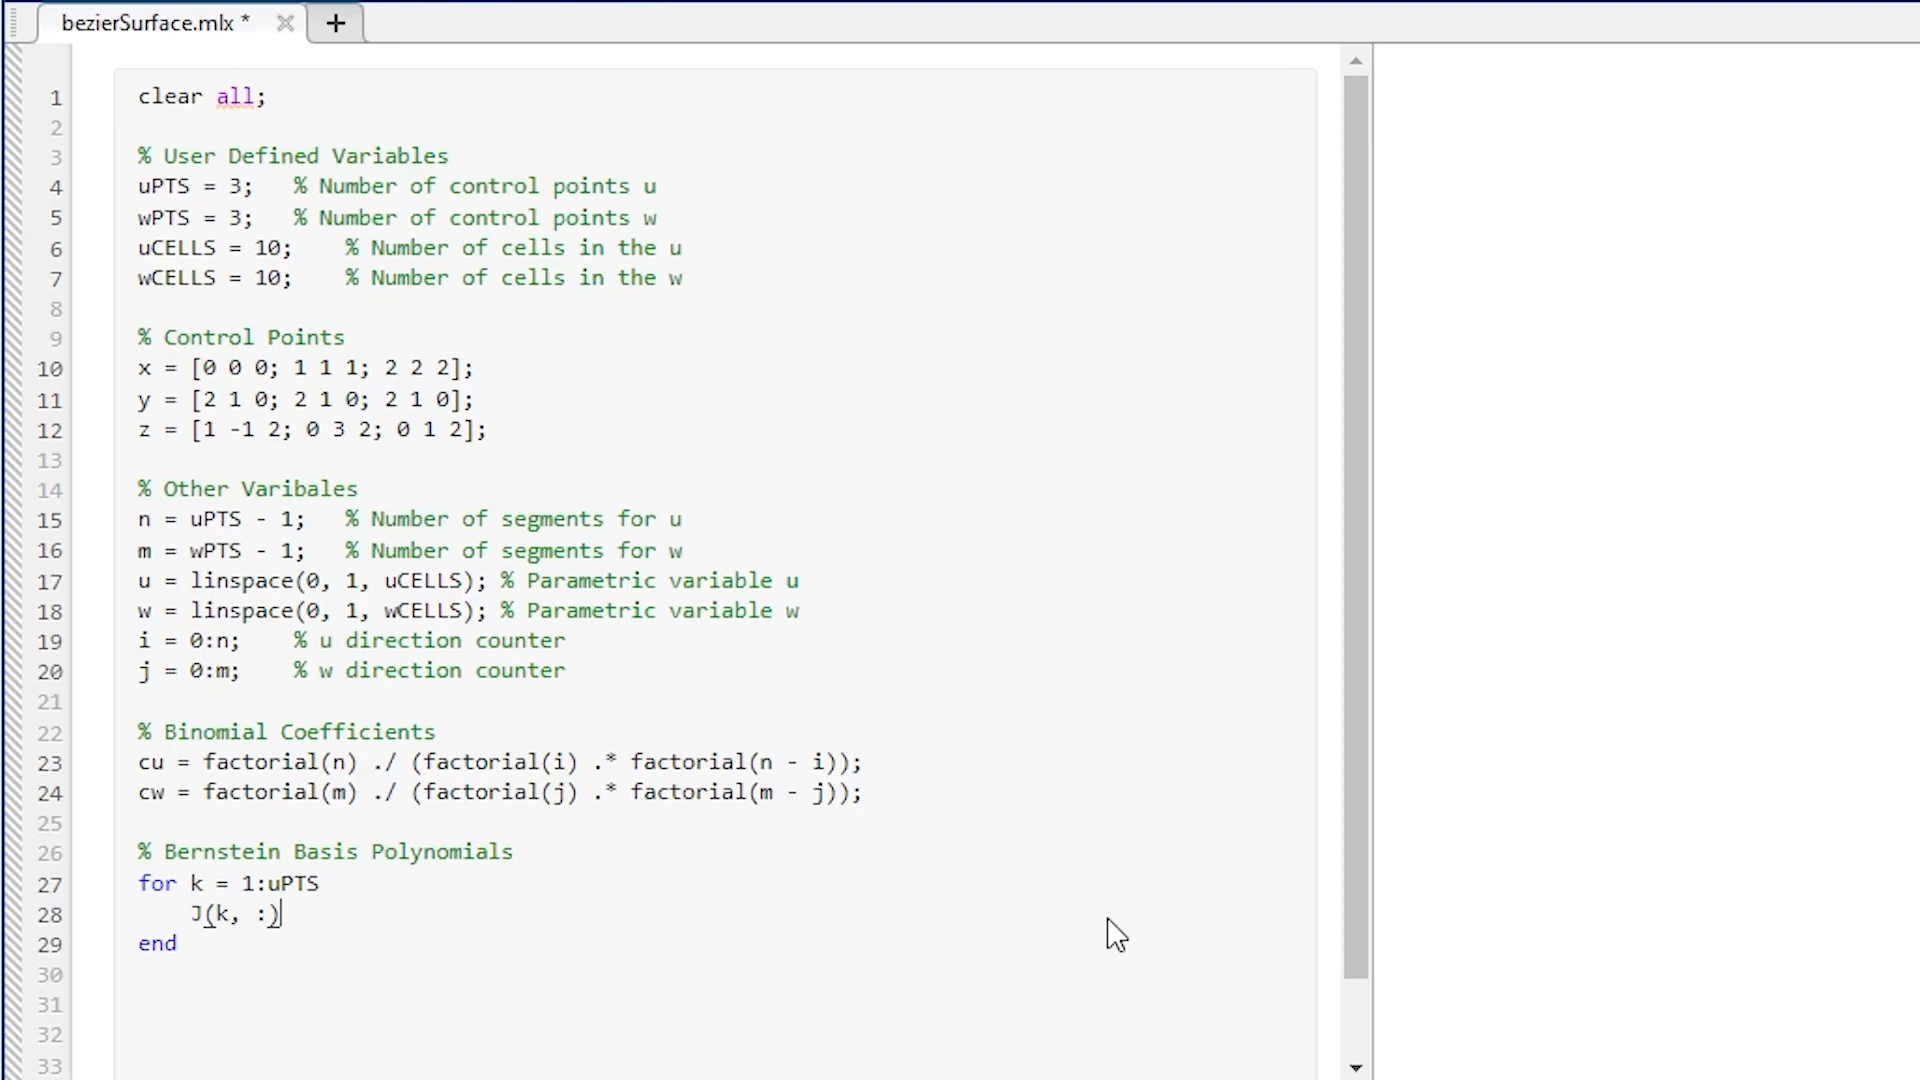 bezierSurface.mlx *
1 clear all;
2
3 % User Defined Variables
4 uPTS = 3; % Number of control points u
5 wPTS = 3; % Number of control points w
6 uCELLS = 10; % Number of cells in the u
7 wCELLS = 10; % Number of cells in the w
8
9 % Control Points
10 x = [0 0 0; 1 1 1; 2 2 2];
11 y = [2 1 0; 2 1 0; 2 1 0];
12 z = [1 -1 2; 0 3 2; 0 1 2];
13
14 % Other Varibales
15 n = uPTS - 1; % Number of segments for u
16 m = wPTS - 1; % Number of segments for w
17 u = linspace(0, 1, uCELLS); % Parametric variable u
18 w = linspace(0, 1, wCELLS); % Parametric variable w
19 i = 0:n; % u direction counter
20 j = 0:m; % w direction counter
21
22 % Binomial Coefficients
23 cu = factorial(n) ./ (factorial(i) .* factorial(n - i));
24 cw = factorial(m) ./ (factorial(j) .* factorial(m - j));
25
26 % Bernstein Basis Polynomials
27 for k = 1:uPTS
28 J(k, :)
29 end
30
31
32
33